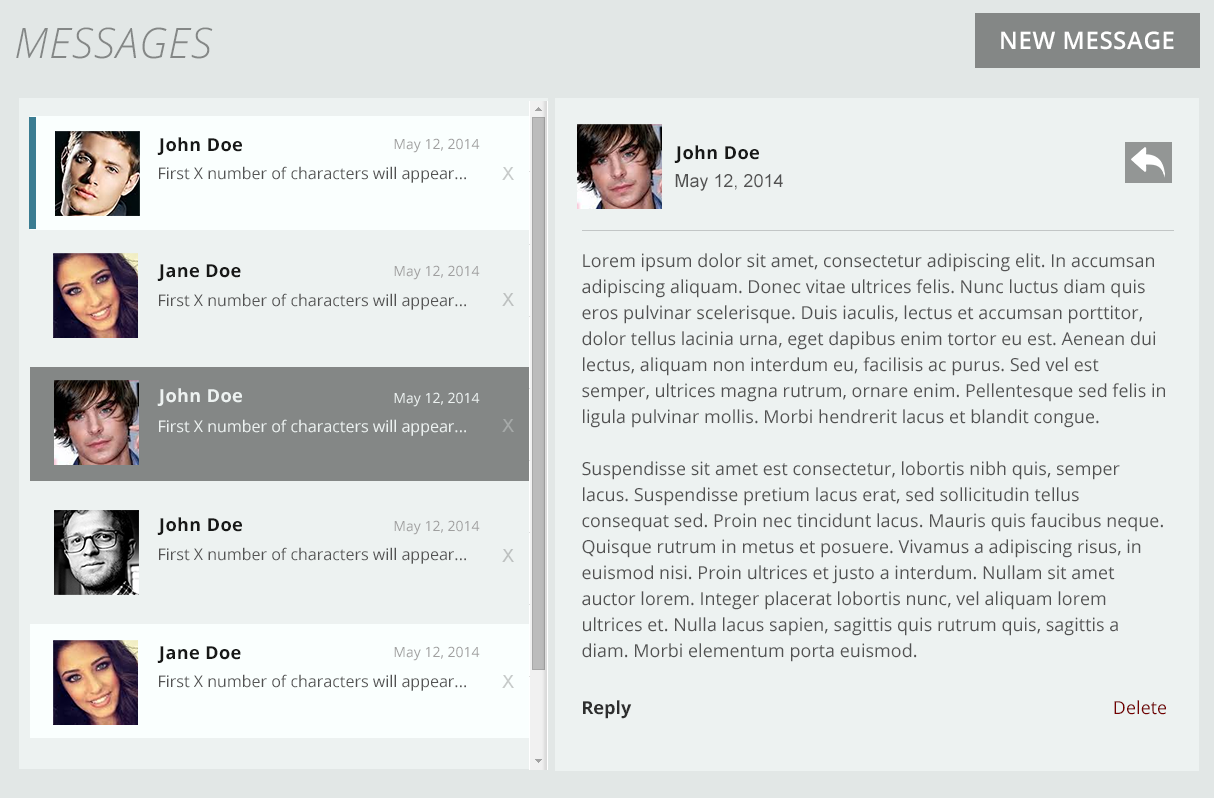 MESSAGES
NEW MESSAGE
John Doe
May 12, 2014
First X number of characters will appear...
X
Jane Doe
May 12, 2014
First X number of characters will appear...
X
John Doe
May 12, 2014
First X number of characters will appear...
X
John Doe
May 12, 2014
First X number of characters will appear...
X
Jane Doe
May 12, 2014
First X number of characters will appear...
X
John Doe
May 12, 2014
Lorem ipsum dolor sit amet, consectetur adipiscing elit. In accumsan
adipiscing aliquam. Donec vitae ultrices felis. Nunc luctus diam quis
eros pulvinar scelerisque. Duis iaculis, lectus et accumsan porttitor,
dolor tellus lacinia urna, eget dapibus enim tortor eu est. Aenean dui
lectus, aliquam non interdum eu, facilisis ac purus. Sed vel est
semper, ultrices magna rutrum, ornare enim. Pellentesque sed felis in
ligula pulvinar mollis. Morbi hendrerit lacus et blandit congue.
Suspendisse sit amet est consectetur, lobortis nibh quis, semper
lacus. Suspendisse pretium lacus erat, sed sollicitudin tellus
consequat sed. Proin nec tincidunt lacus. Mauris quis faucibus neque.
Quisque rutrum in metus et posuere. Vivamus a adipiscing risus, in
euismod nisi. Proin ultrices et justo a interdum. Nullam sit amet
auctor lorem. Integer placerat lobortis nunc, vel aliquam lorem
ultrices et. Nulla lacus sapien, sagittis quis rutrum quis, sagittis a
diam. Morbi elementum porta euismod.
Reply
Delete